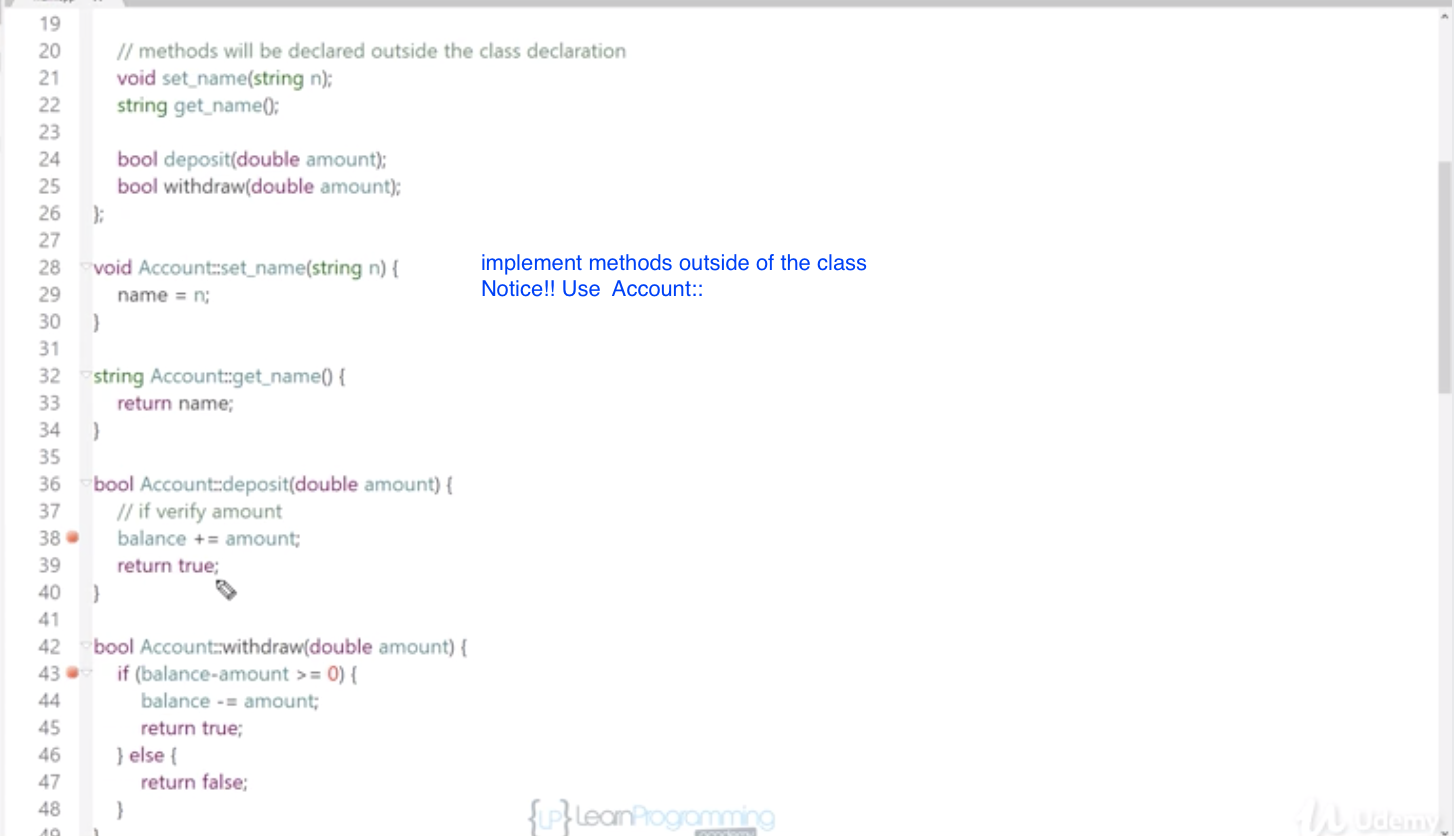 19
20 // methods will be declared outside the class declaration
21 void set_name(string n);
22 string get_name();
23
24 bool deposit(double amount);
25 bool withdraw(double amount);
26 };
27
28 void Account::set_name(string n) {
29 name = n;
30 }
31
32 string Account::get_name() {
33 return name;
34 }
35
36 bool Account::deposit(double amount) {
37 // if verify amount
38 balance += amount;
39 return true;
40 }
41
42 bool Account::withdraw(double amount) {
43 if (balance-amount >= 0) {
44 balance -= amount;
45 return true;
46 } else {
47 return false;
48 }
49 }
implement methods outside of the class
Notice!! Use Account::
{LP} LearnProgramming
academy
Udemy